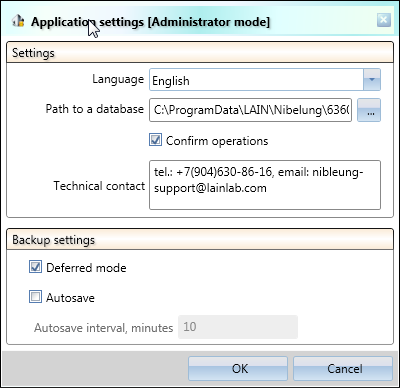 Application settings [Administrator mode]
Settings
Language
English
Path to a database
C:\ProgramData\LAIN\Nibelung\636(
...
Confirm operations
Technical contact
tel.: +7(904)630-86-16, email: nibleung-
support@lainlab.com
Backup settings
Deferred mode
Autosave
Autosave interval, minutes
10
OK
Cancel